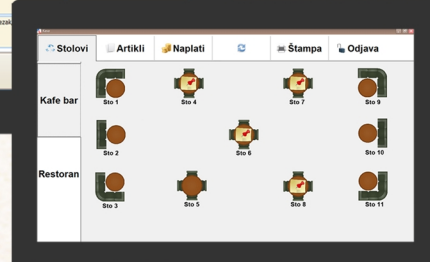 Stolovi
Artikli
Naplati
Štampa
Odjava
Kafe bar
Restoran
Sto 1
Sto 4
Sto 7
Sto 9
Sto 2
Sto 6
Sto 10
Sto 3
Sto 5
Sto 8
Sto 11